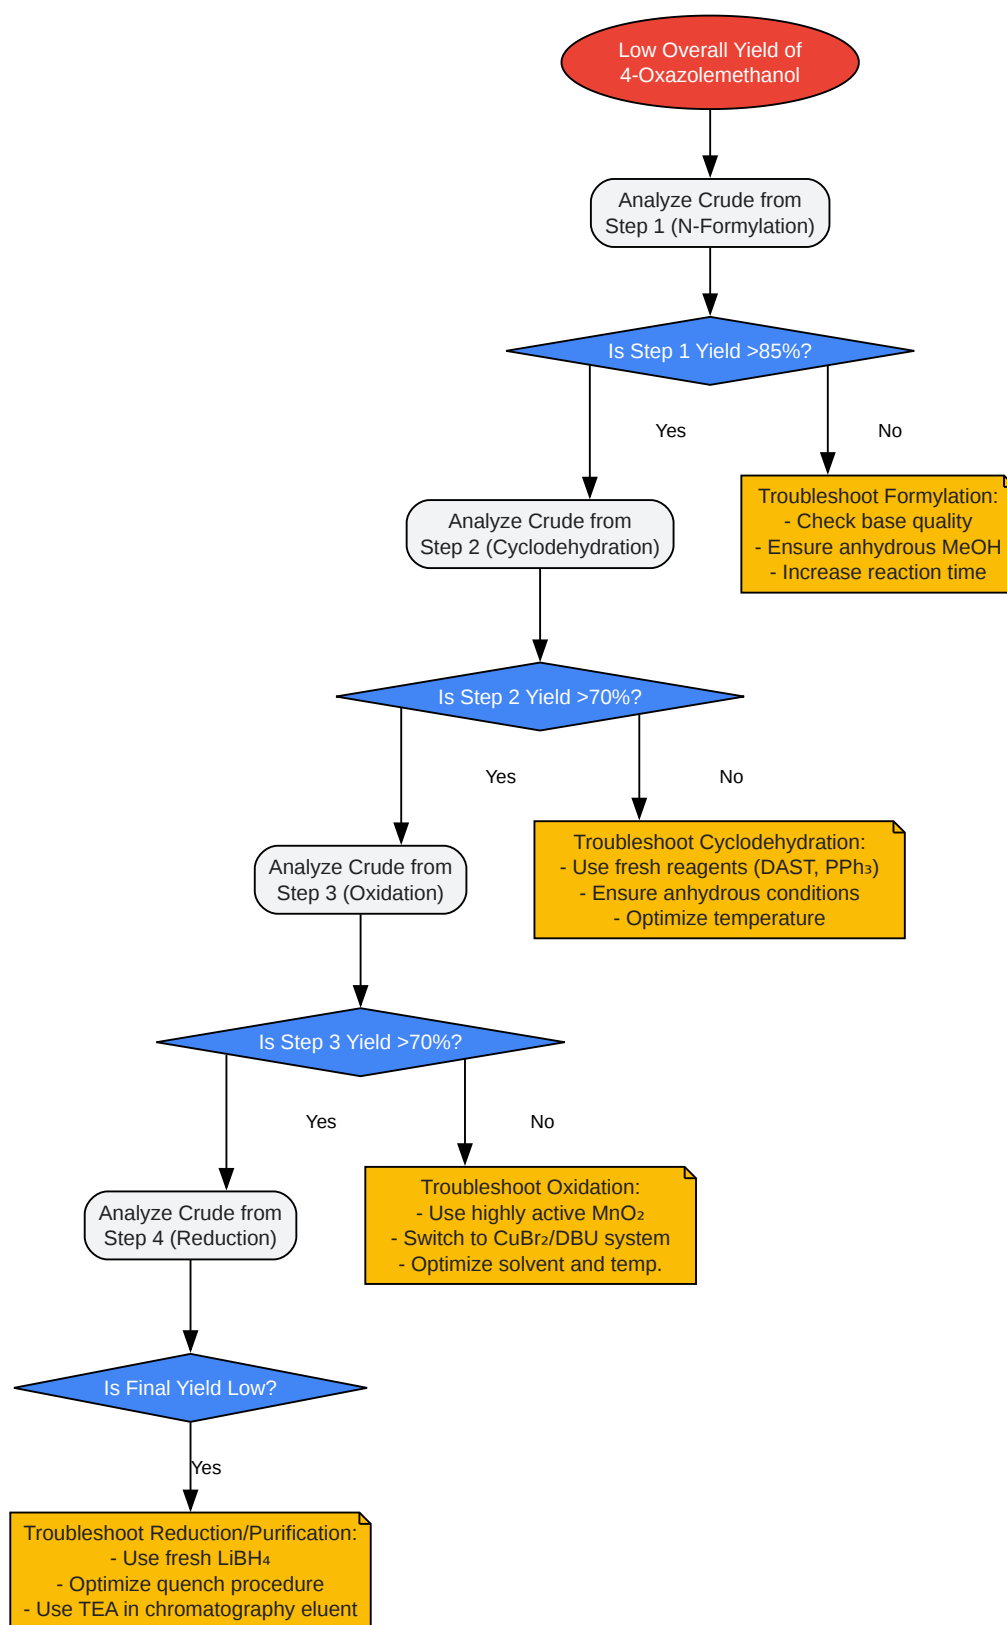 Low Overall Yield of
4-Oxazolemethanol
Analyze Crude from
Step 1 (N-Formylation)
Is Step 1 Yield >85%?
Yes
No
Troubleshoot Formylation:
- Check base quality
- Ensure anhydrous MeOH
- Increase reaction time
Analyze Crude from
Step 2 (Cyclodehydration)
Is Step 2 Yield >70%?
Yes
No
Troubleshoot Cyclodehydration:
- Use fresh reagents (DAST, PPh₃)
- Ensure anhydrous conditions
- Optimize temperature
Analyze Crude from
Step 3 (Oxidation)
Is Step 3 Yield >70%?
Yes
No
Troubleshoot Oxidation:
- Use highly active MnO₂
- Switch to CuBr₂/DBU system
- Optimize solvent and temp.
Analyze Crude from
Step 4 (Reduction)
Is Final Yield Low?
Yes
Troubleshoot Reduction/Purification:
- Use fresh LiBH₄
- Optimize quench procedure
- Use TEA in chromatography eluent